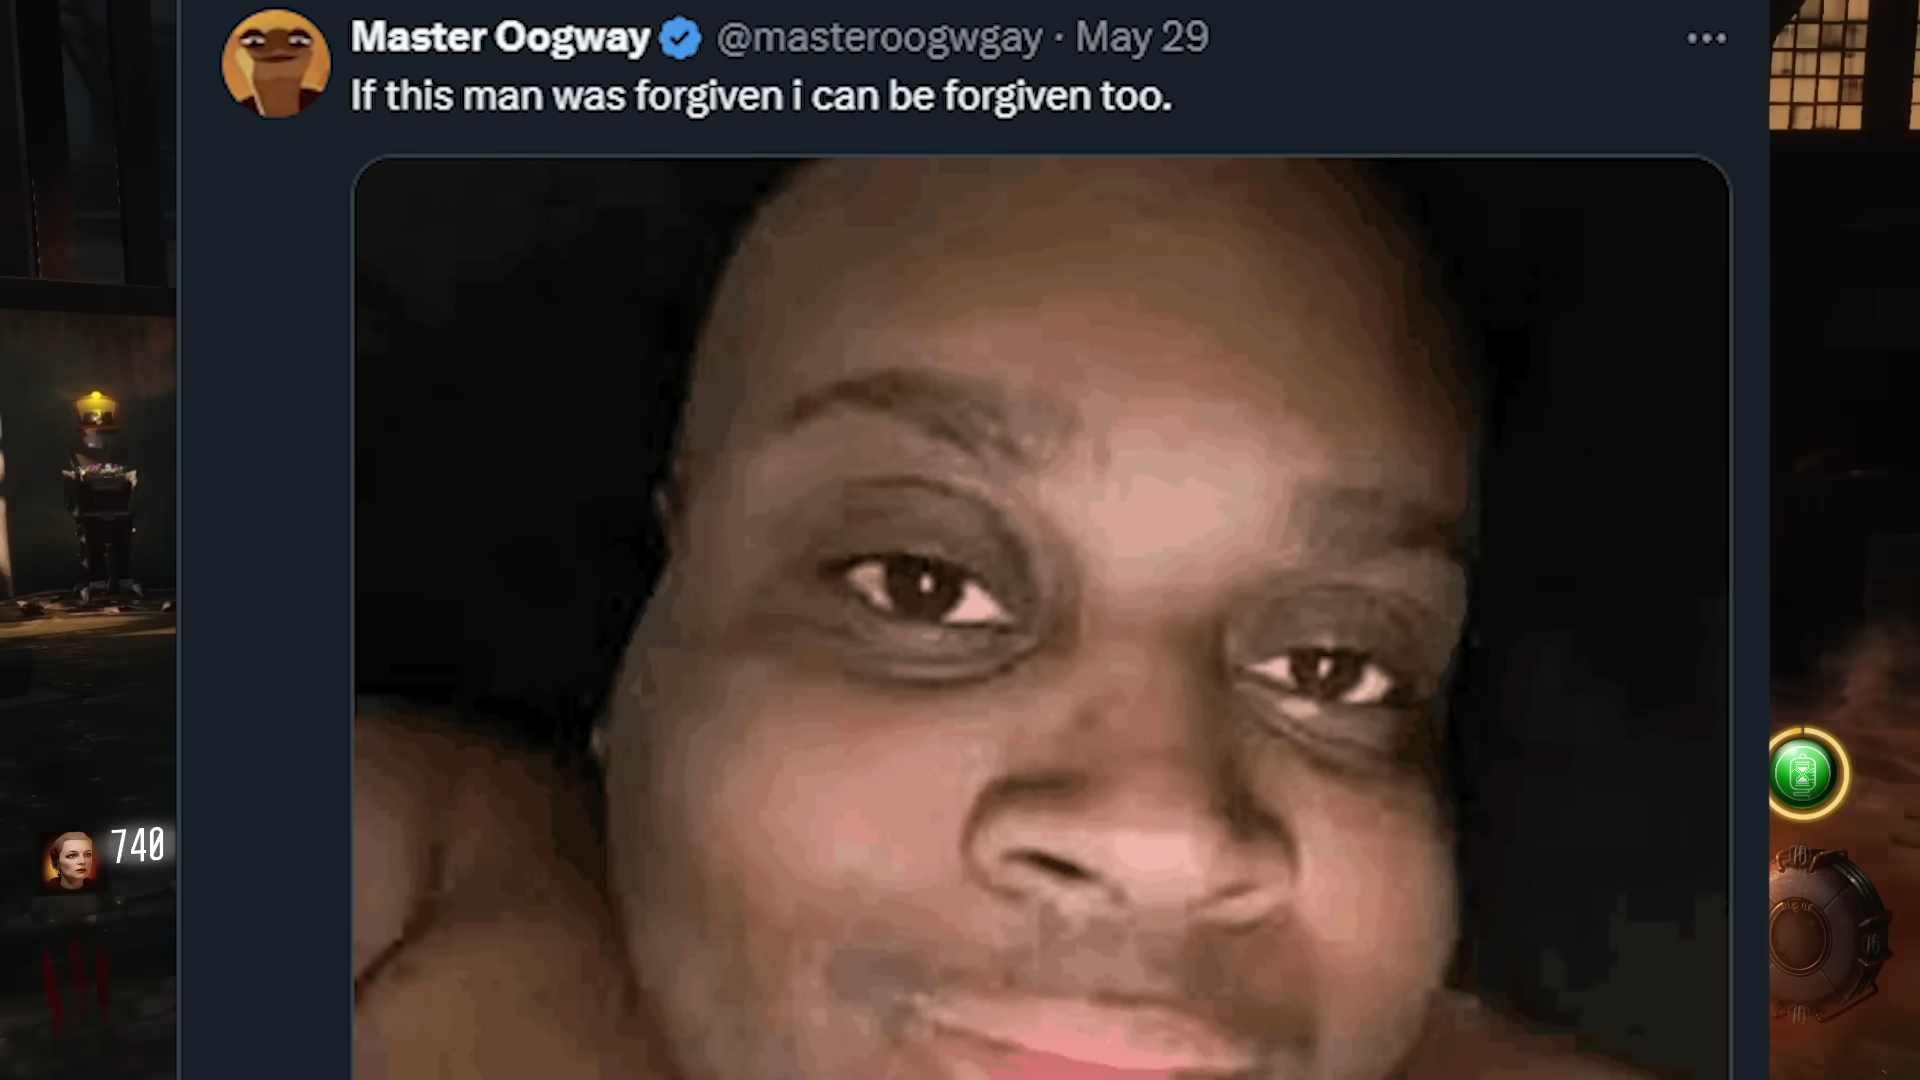 Master Oogway @masteroogwgay · May 29
If this man was forgiven i can be forgiven too.
740